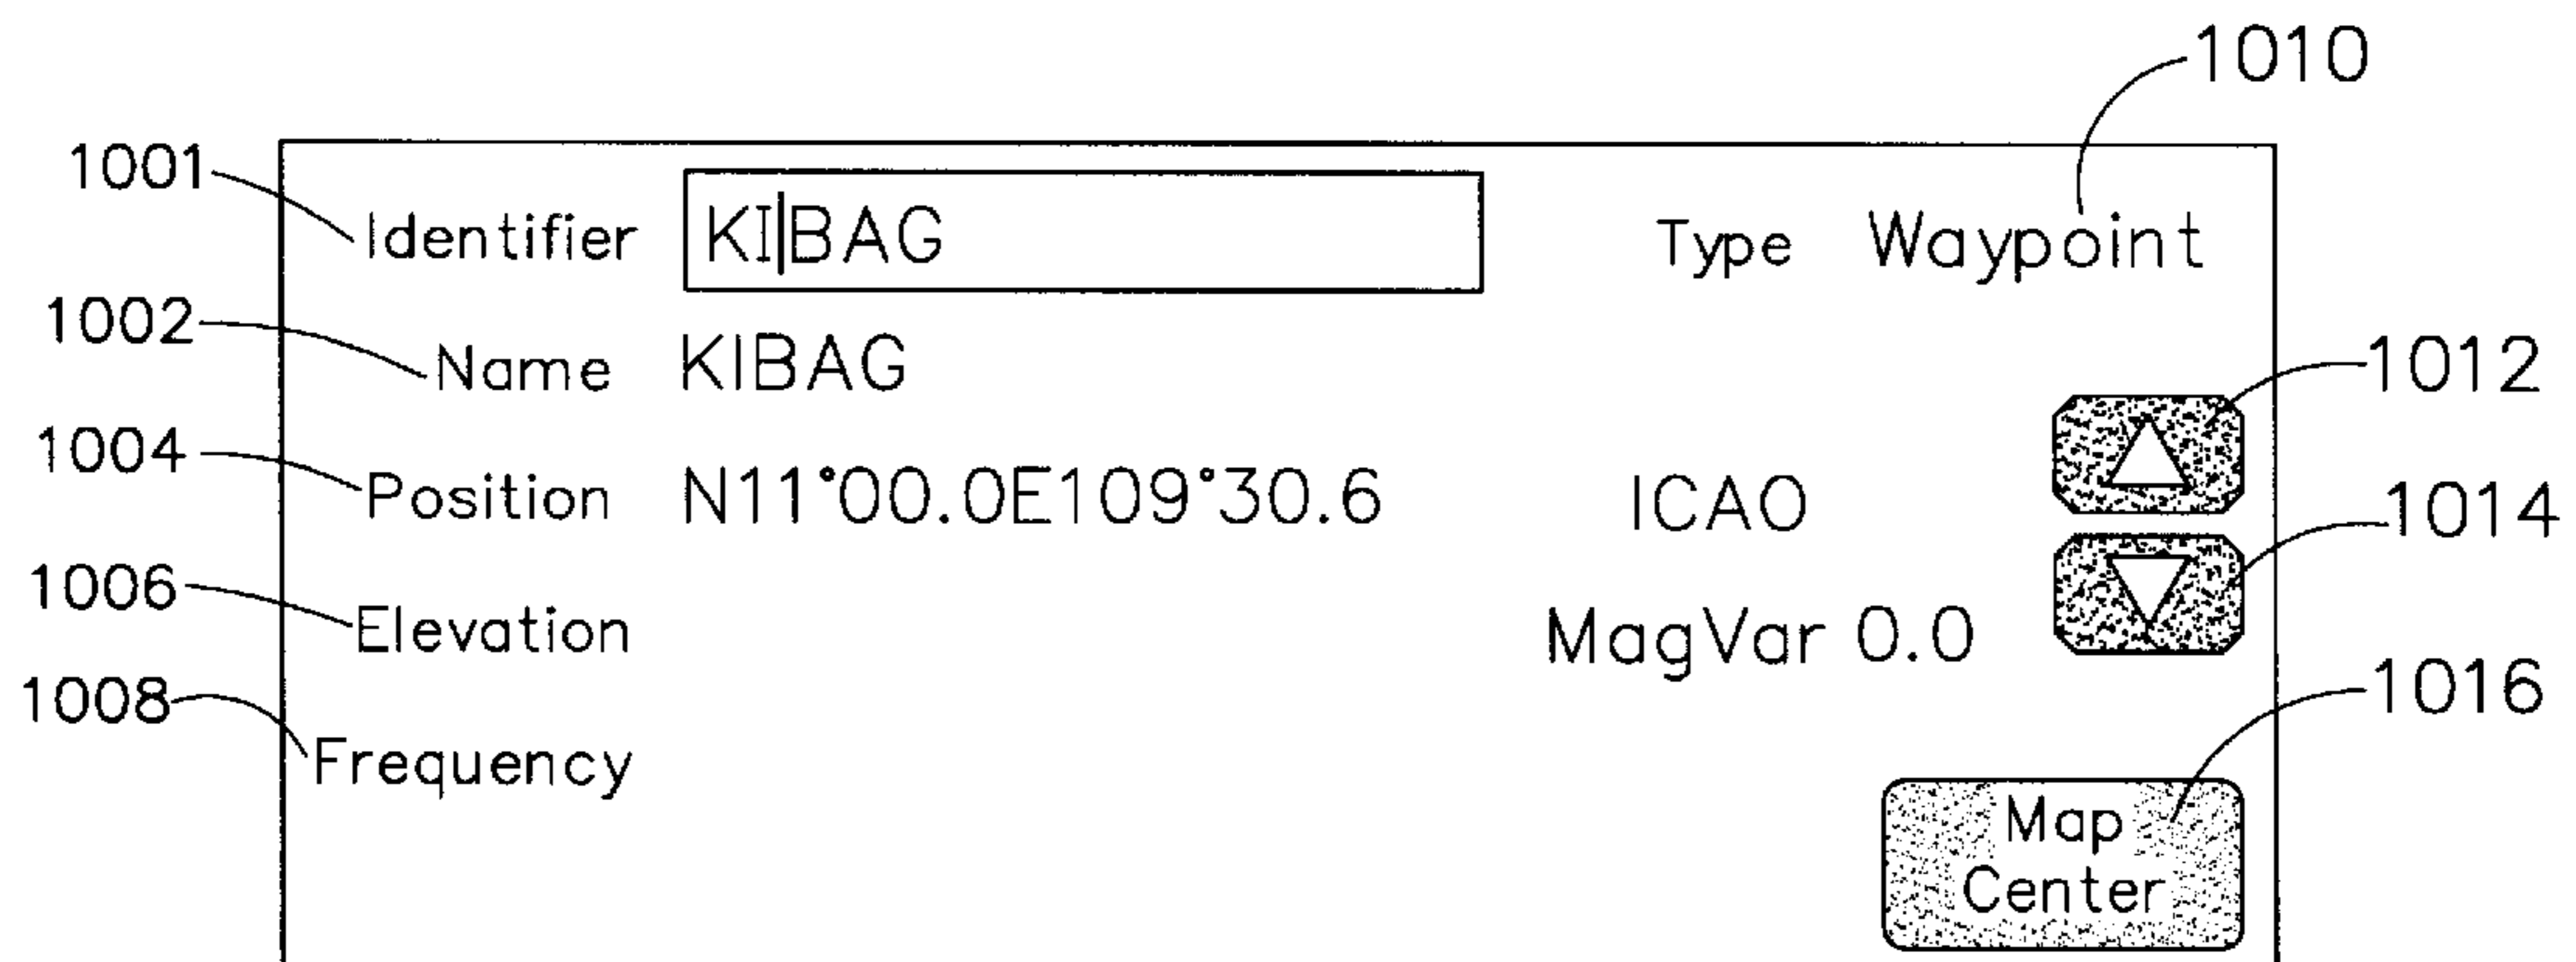 1010
1001 Identifier KIBAG Type Waypoint
1002 Name KIBAG 1012
1004 Position N11°00.0E109°30.6 ICAO 1014
1006 Elevation MagVar 0.0
1008 Frequency 1016
Map
Center